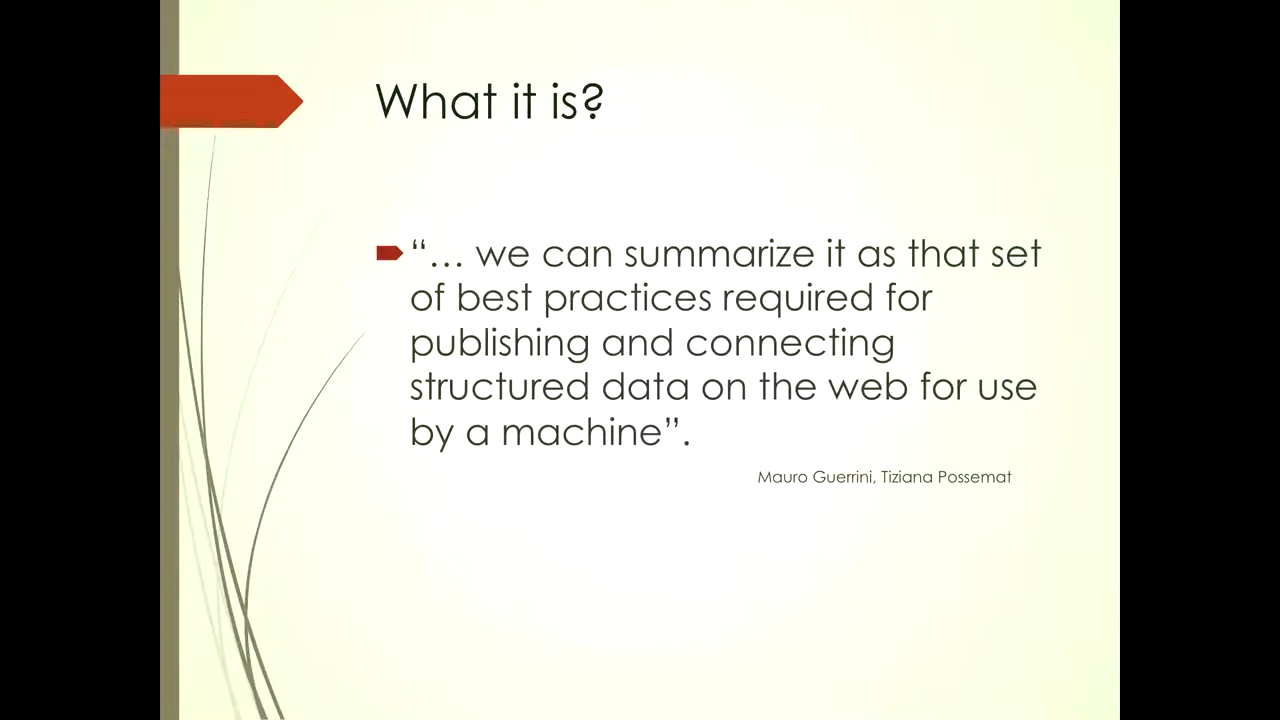 What it is?
“… we can summarize it as that set
of best practices required for
publishing and connecting
structured data on the web for use
by a machine”.
Mauro Guerrini, Tiziana Possemat